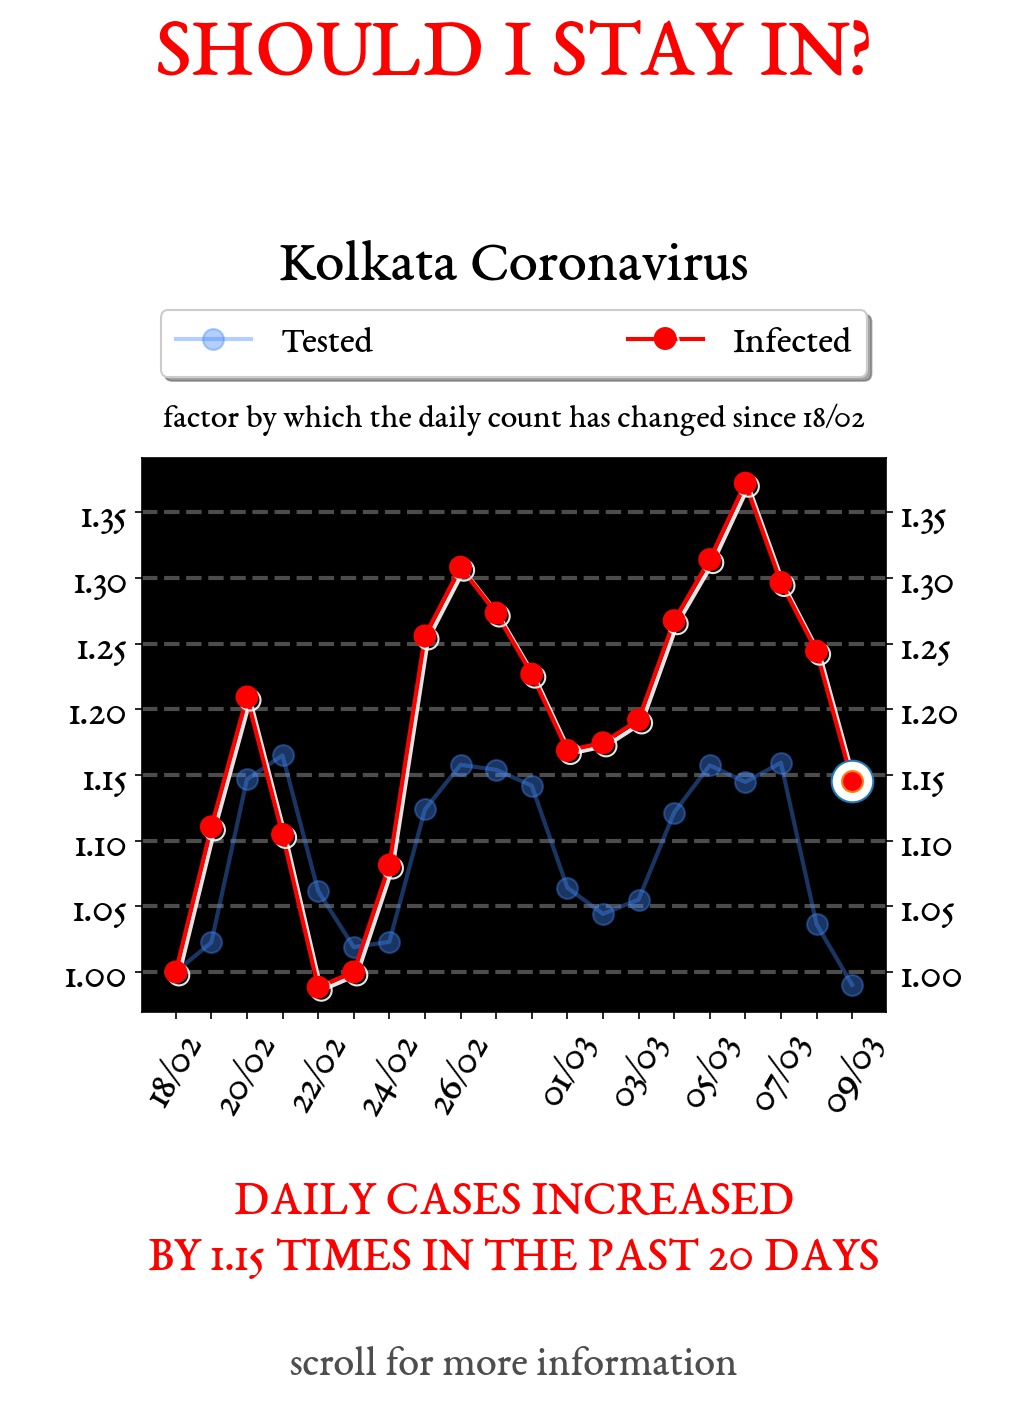 SHOULD I STAY IN?
Kolkata Coronavirus
Tested Infected
factor by which the daily count has changed since 18/02
1.35 1.35
1.30 1.30
1.25 1.25
1.20 1.20
1.15 1.15
1.10 1.10
1.05 1.05
1.00 1.00
18/02 20/02 22/02 24/02 26/02 01/03 03/03 05/03 07/03 09/03
DAILY CASES INCREASED
BY 1.15 TIMES IN THE PAST 20 DAYS
scroll for more information